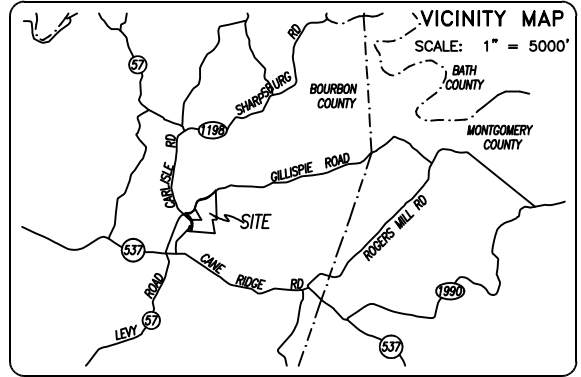 VICINITY MAP
SCALE: 1" = 5000'
57
RD
SHARPSBURG
BOURBON
COUNTY
BATH
COUNTY
1198
MONTGOMERY
COUNTY
CARLISLE RD
GILLISPIE ROAD
SITE
ROGERS MILL RD
537
CANE RIDGE RD
ROAD
1990
57
LEVY
537